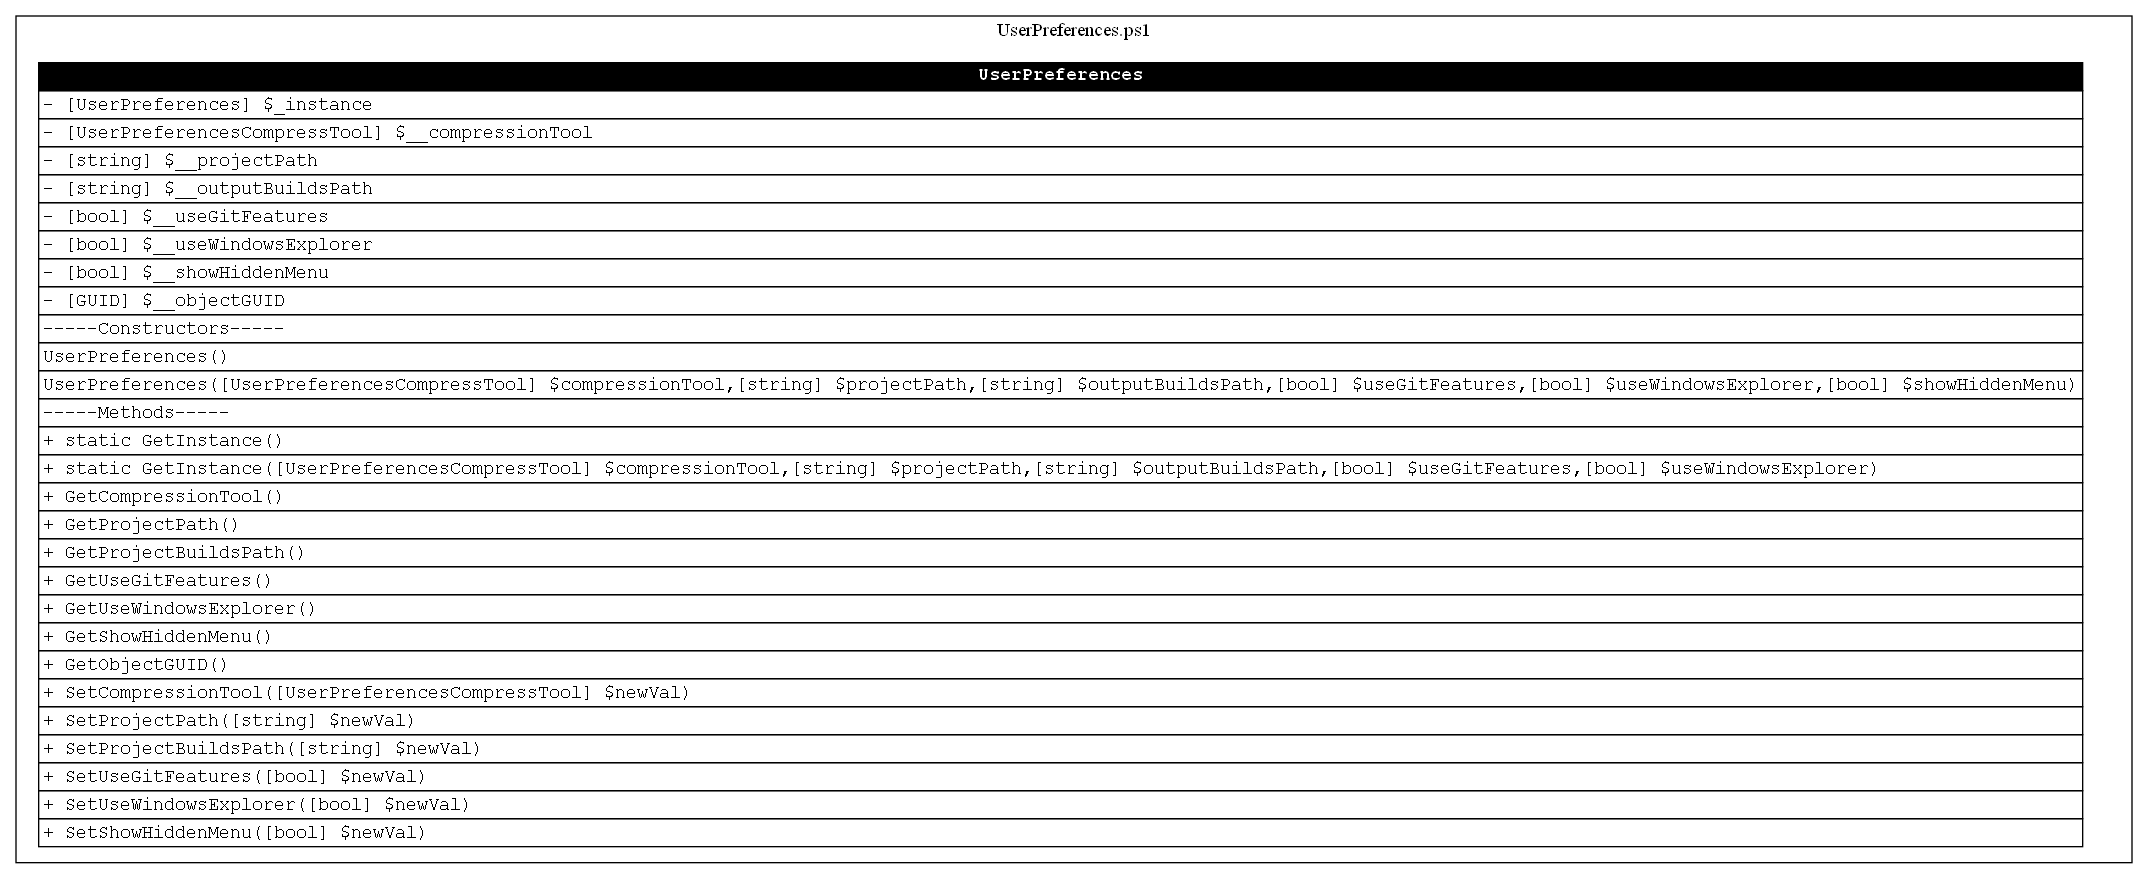 UserPreferences.ps1
UserPreferences
- [UserPreferences] $_instance
- [UserPreferencesCompressTool] $__compressionTool
- [string] $__projectPath
- [string] $__outputBuildsPath
- [bool] $__useGitFeatures
- [bool] $__useWindowsExplorer
- [bool] $__showHiddenMenu
- [GUID] $__objectGUID
-----Constructors-----
UserPreferences()
UserPreferences([UserPreferencesCompressTool] $compressionTool,[string] $projectPath,[string] $outputBuildsPath,[bool] $useGitFeatures,[bool] $useWindowsExplorer,[bool] $showHiddenMenu)
-----Methods-----
+ static GetInstance()
+ static GetInstance([UserPreferencesCompressTool] $compressionTool,[string] $projectPath,[string] $outputBuildsPath,[bool] $useGitFeatures,[bool] $useWindowsExplorer)
+ GetCompressionTool()
+ GetProjectPath()
+ GetProjectBuildsPath()
+ GetUseGitFeatures()
+ GetUseWindowsExplorer()
+ GetShowHiddenMenu()
+ GetObjectGUID()
+ SetCompressionTool([UserPreferencesCompressTool] $newVal)
+ SetProjectPath([string] $newVal)
+ SetProjectBuildsPath([string] $newVal)
+ SetUseGitFeatures([bool] $newVal)
+ SetUseWindowsExplorer([bool] $newVal)
+ SetShowHiddenMenu([bool] $newVal)